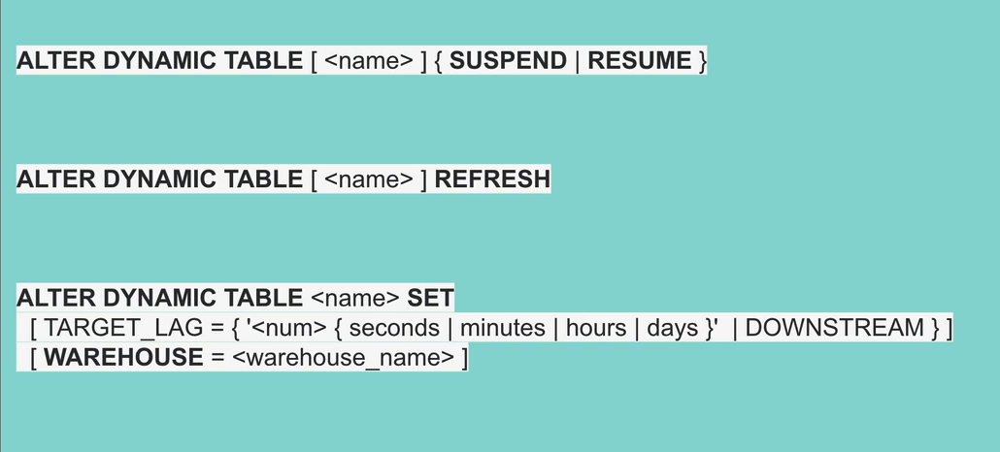 ALTER DYNAMIC TABLE [ <name> ] { SUSPEND | RESUME }
ALTER DYNAMIC TABLE [ <name> ] REFRESH
ALTER DYNAMIC TABLE <name> SET
[ TARGET_LAG = { '<num> { seconds | minutes | hours | days }' | DOWNSTREAM } ]
[ WAREHOUSE = <warehouse_name> ]